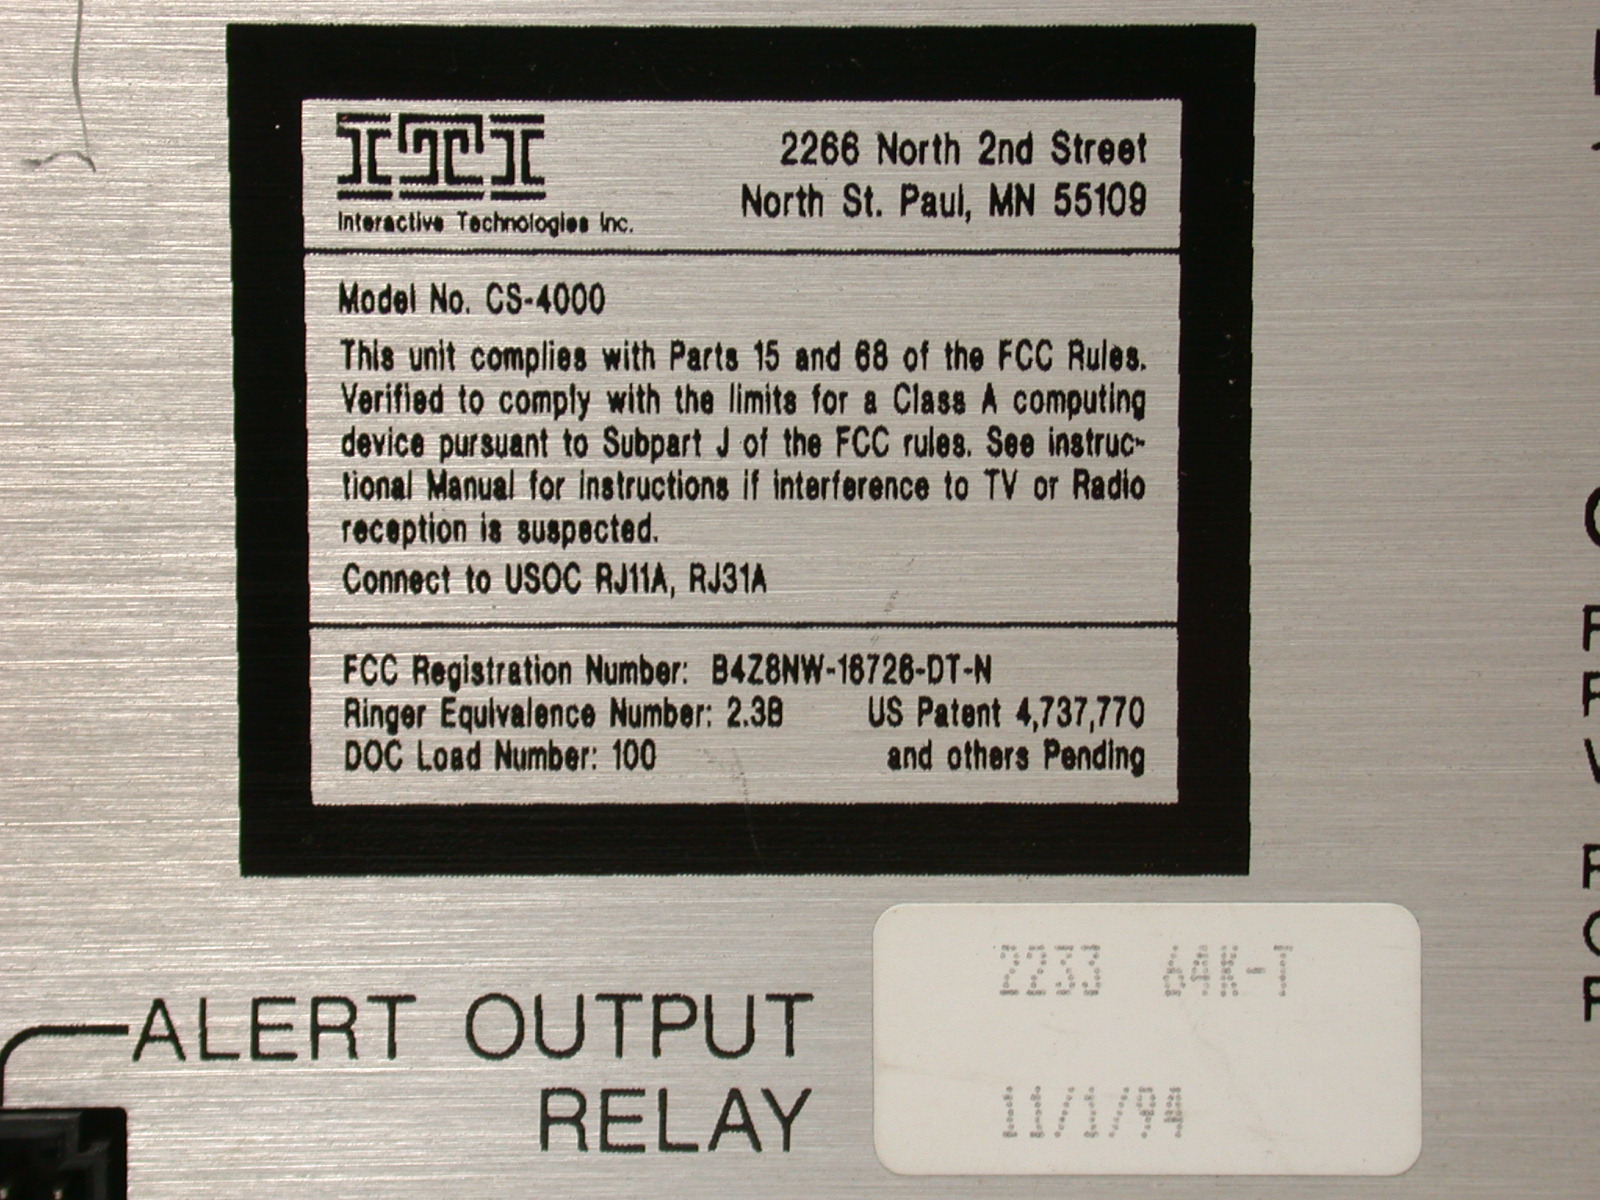 ITI
Interactive Technologies Inc.
2266 North 2nd Street
North St. Paul, MN 55109
Model No. CS-4000
This unit complies with Parts 15 and 68 of the FCC Rules.
Verified to comply with the limits for a Class A computing
device pursuant to Subpart J of the FCC rules. See instruc-
tional Manual for instructions if interference to TV or Radio
reception is suspected.
Connect to USOC RJ11A, RJ31A
FCC Registration Number: B4Z8NW-16726-DT-N
Ringer Equivalence Number: 2.3B
US Patent 4,737,770
DOC Load Number: 100
and others Pending
2233 64K-T
11/1/94
ALERT OUTPUT
RELAY